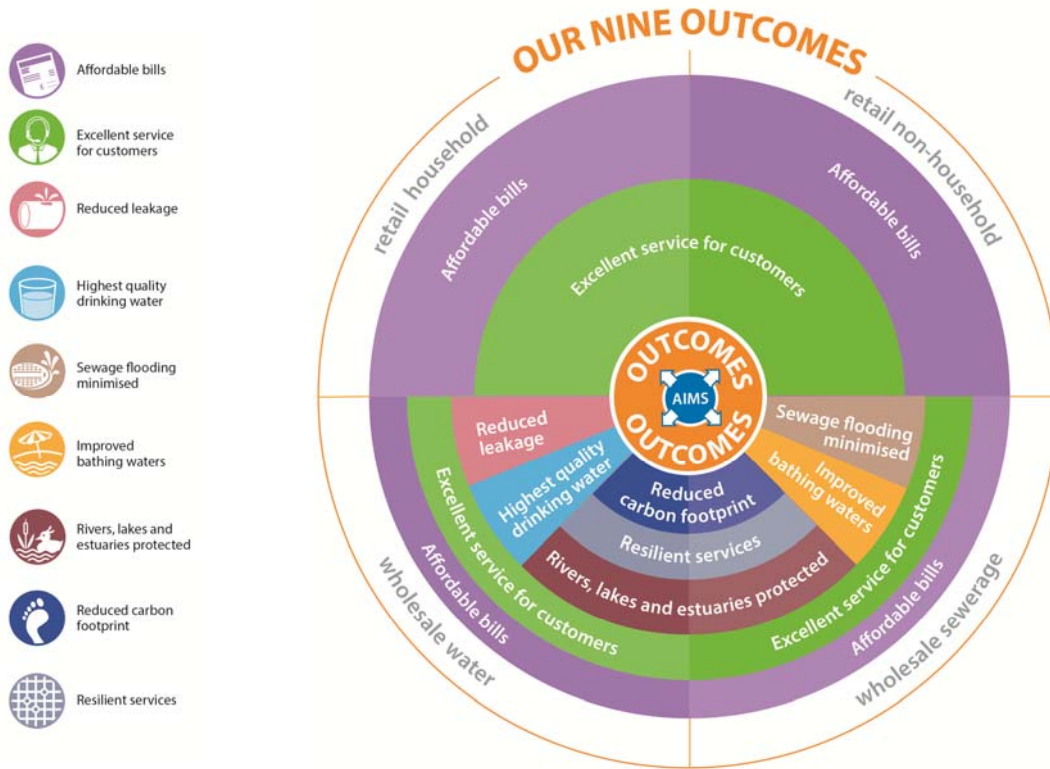 Affordable bills
Excellent service
for customers
Reduced leakage
Highest quality
drinking water
Sewage flooding
minimised
Improved
bathing waters
Rivers, lakes and
estuaries protected
Reduced carbon
footprint
Resilient services
OUR NINE OUTCOMES
retail household
retail non-household
Affordable bills
Affordable bills
Excellent service for customers
OUTCOMES
AIMS
OUTCOMES
Reduced
leakage
Highest quality
drinking water
Reduced
carbon footprint
Resilient services
Rivers, lakes and estuaries protected
Sewage flooding
minimised
Improved
bathing waters
Excellent service for customers
Excellent service for customers
Affordable bills
Affordable bills
wholesale water
wholesale sewerage